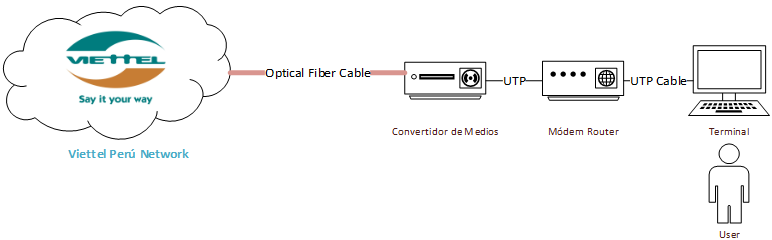 VIETTEL
Say it your way
Viettel Perú Network
Optical Fiber Cable
UTP
UTP Cable
Convertidor de Medios
Módem Router
Terminal
User